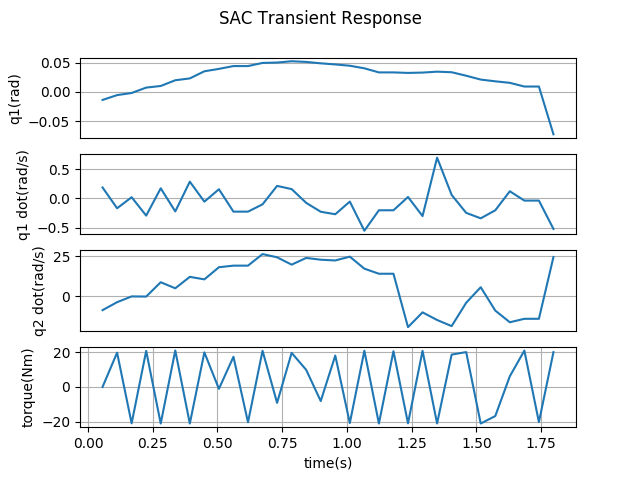 SAC Transient Response
q1(rad)
0.05
0.00
−0.05
q1 dot(rad/s)
0.5
0.0
−0.5
q2 dot(rad/s)
25
0
torque(Nm)
20
0
−20
0.00 0.25 0.50 0.75 1.00 1.25 1.50 1.75
time(s)